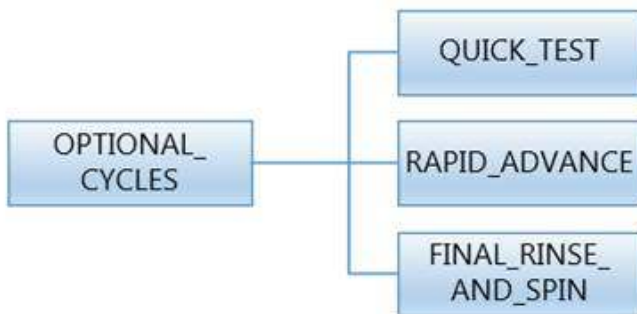 QUICK_TEST
OPTIONAL_
CYCLES
RAPID_ADVANCE
FINAL_RINSE_
AND_SPIN